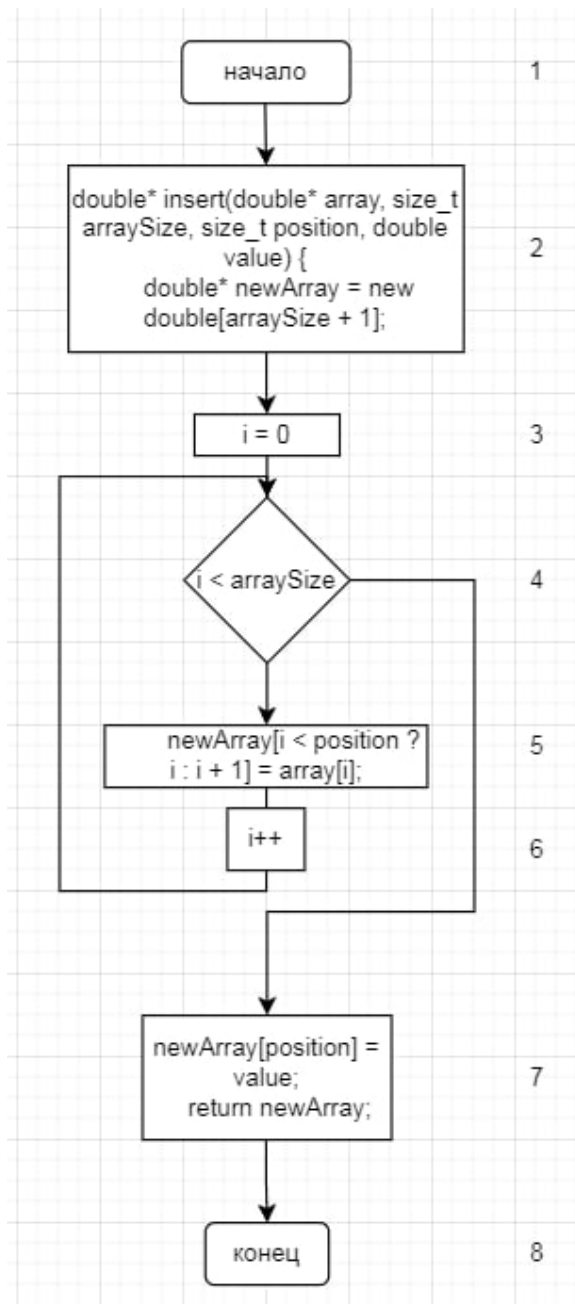 начало
1
double* insert(double* array, size_t
arraySize, size_t position, double
value) {
double* newArray = new
double[arraySize + 1];
2
i = 0
3
i < arraySize
4
newArray[i < position ?
i : i + 1] = array[i];
5
i++
6
newArray[position] =
value;
return newArray;
7
конец
8